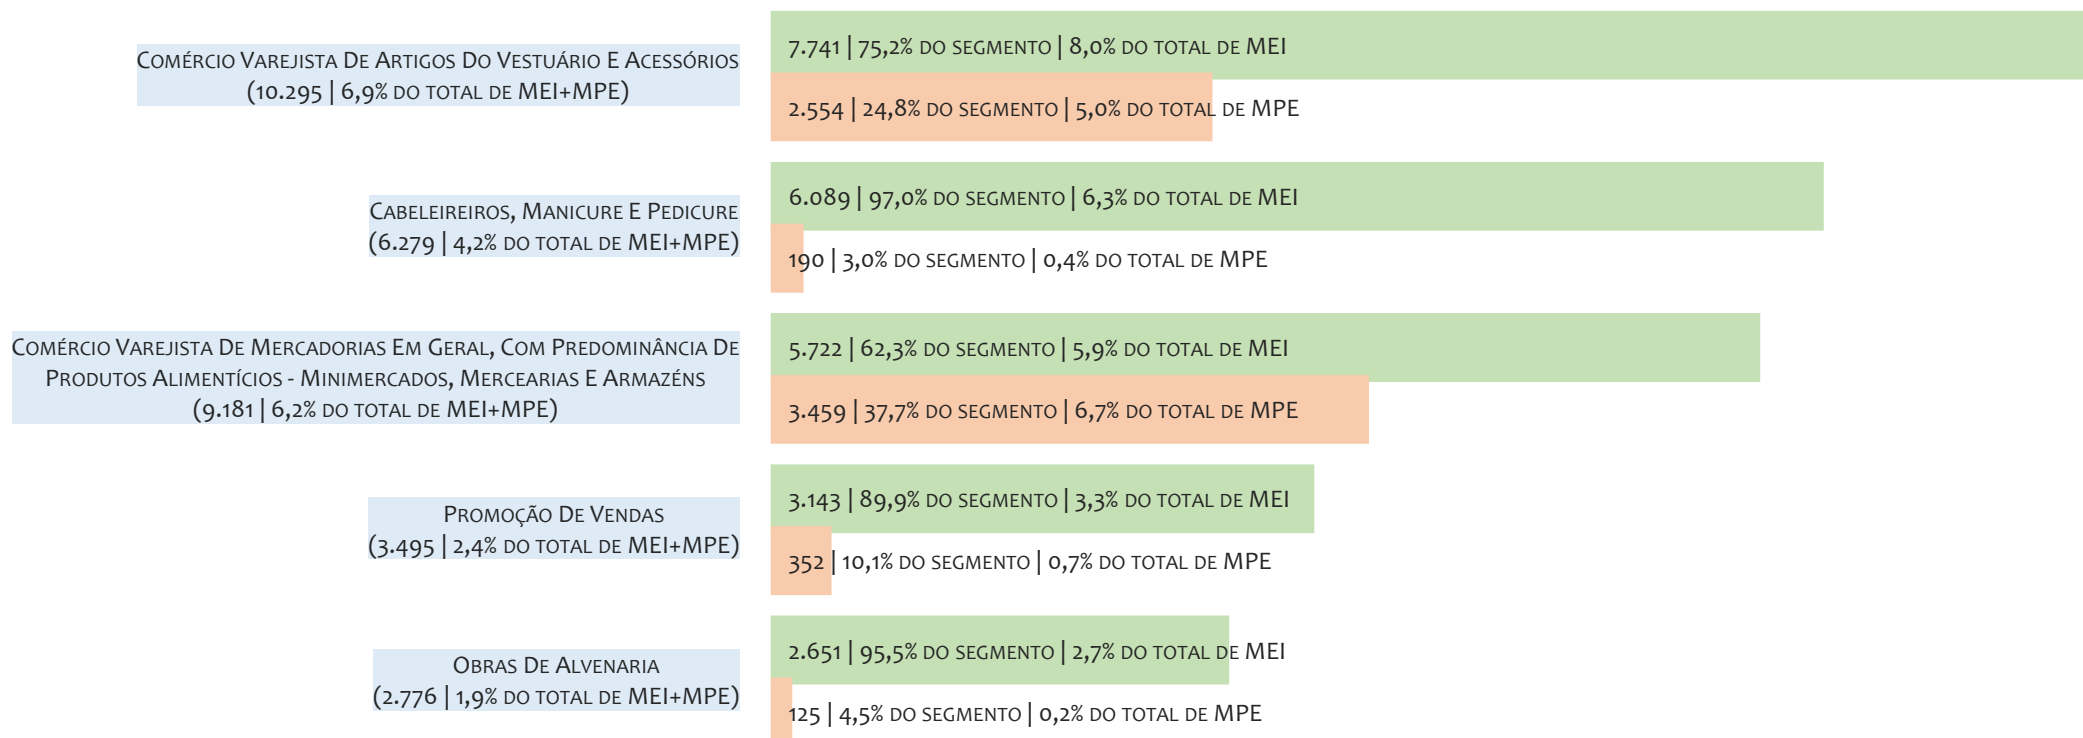 Comércio Varejista De Artigos Do Vestuário E Acessórios
(10.295 | 6,9% do total de MEI+MPE)
7.741 | 75,2% do segmento | 8,0% do total de MEI
2.554 | 24,8% do segmento | 5,0% do total de MPE
Cabeleireiros, Manicure E Pedicure
(6.279 | 4,2% do total de MEI+MPE)
6.089 | 97,0% do segmento | 6,3% do total de MEI
190 | 3,0% do segmento | 0,4% do total de MPE
Comércio Varejista De Mercadorias Em Geral, Com Predominância De
Produtos Alimentícios - Minimercados, Mercearias E Armazéns
(9.181 | 6,2% do total de MEI+MPE)
5.722 | 62,3% do segmento | 5,9% do total de MEI
3.459 | 37,7% do segmento | 6,7% do total de MPE
Promoção De Vendas
(3.495 | 2,4% do total de MEI+MPE)
3.143 | 89,9% do segmento | 3,3% do total de MEI
352 | 10,1% do segmento | 0,7% do total de MPE
Obras De Alvenaria
(2.776 | 1,9% do total de MEI+MPE)
2.651 | 95,5% do segmento | 2,7% do total de MEI
125 | 4,5% do segmento | 0,2% do total de MPE